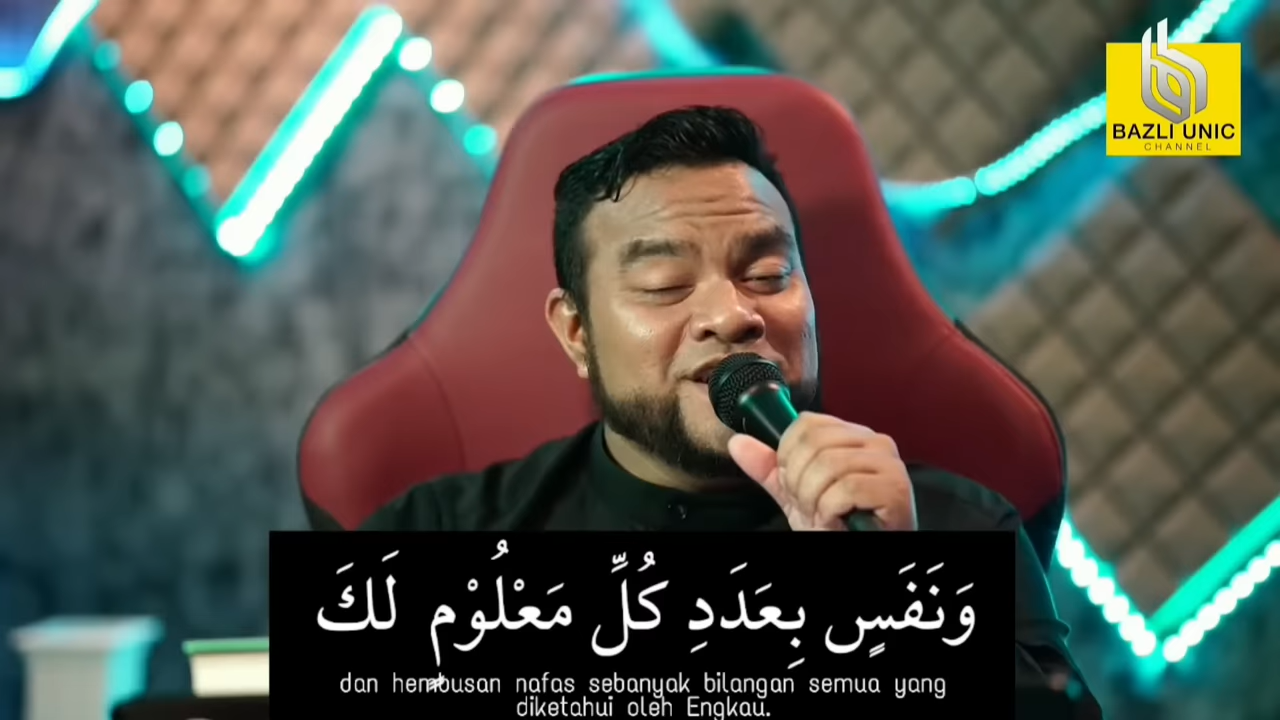 BAZLI UNIC
CHANNEL
وَنَفَسٍ بِعَدَدِ كُلِّ مَعْلُوْمٍ لَكَ
dan hembusan nafas sebanyak bilangan semua yang
diketahui oleh Engkau.